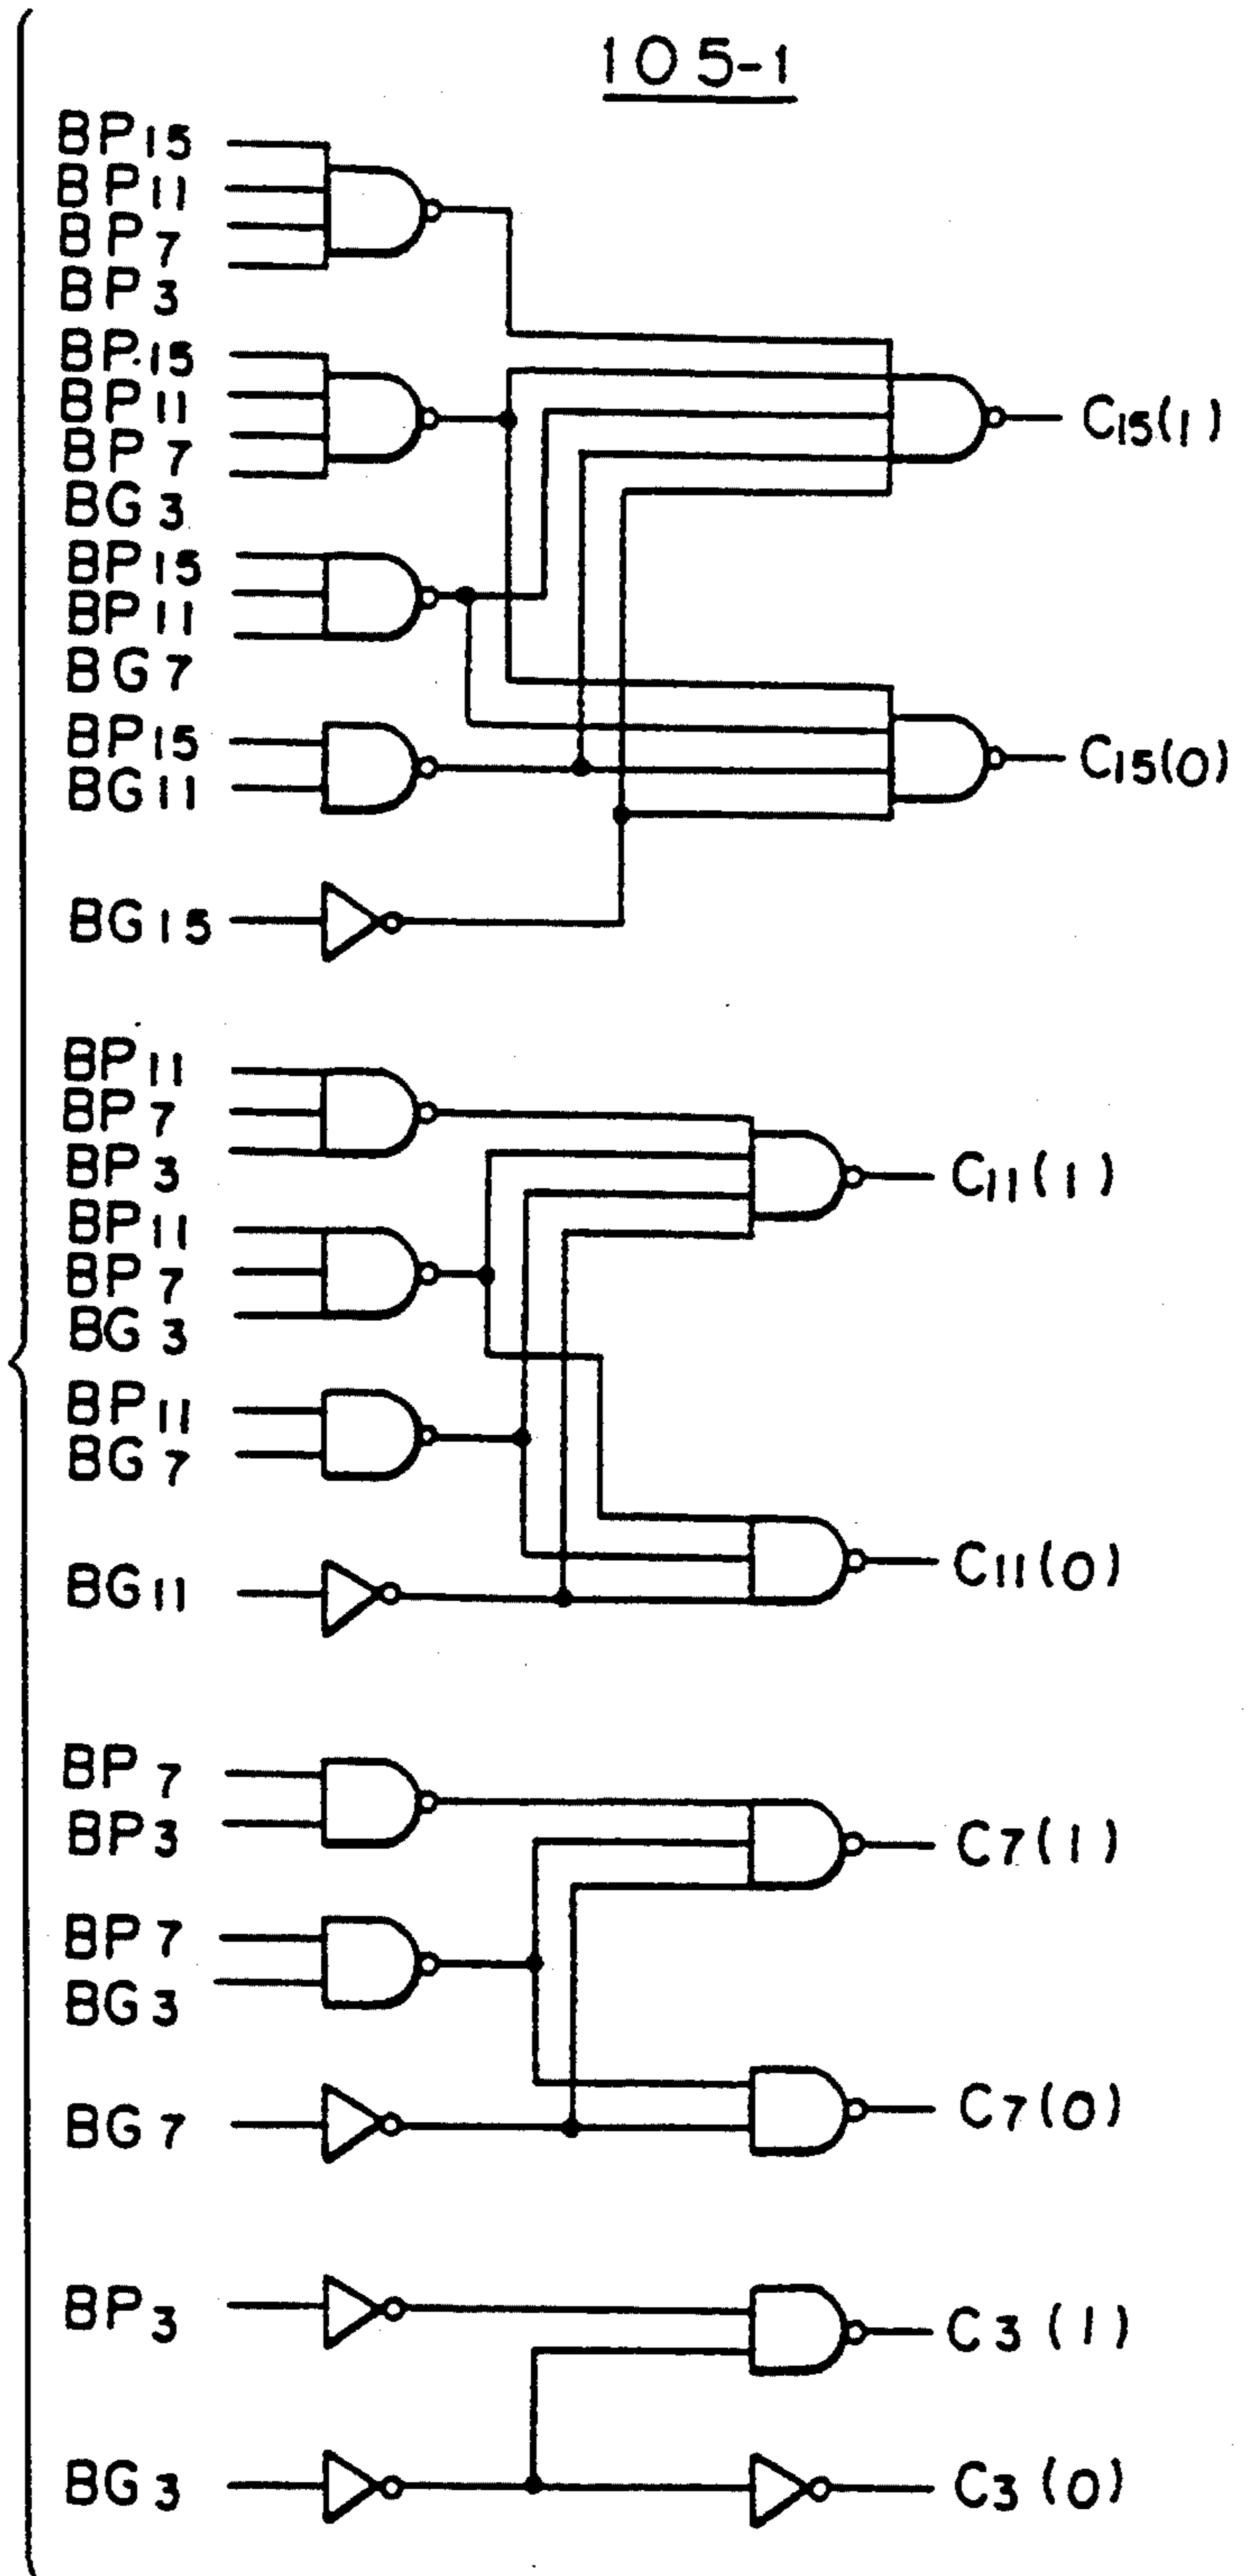 105-1
BP15
BP11
BP7
BP3
BP15
BP11
BP7
BG3
C15(1)
BP15
BP11
BG7
BP15
BG11
C15(0)
BG15
BP11
BP7
BP3
C11(1)
BP11
BP7
BG3
BP11
BG7
BG11
C11(0)
BP7
BP3
C7(1)
BP7
BG3
BG7
C7(0)
BP3
C3(1)
BG3
C3(0)